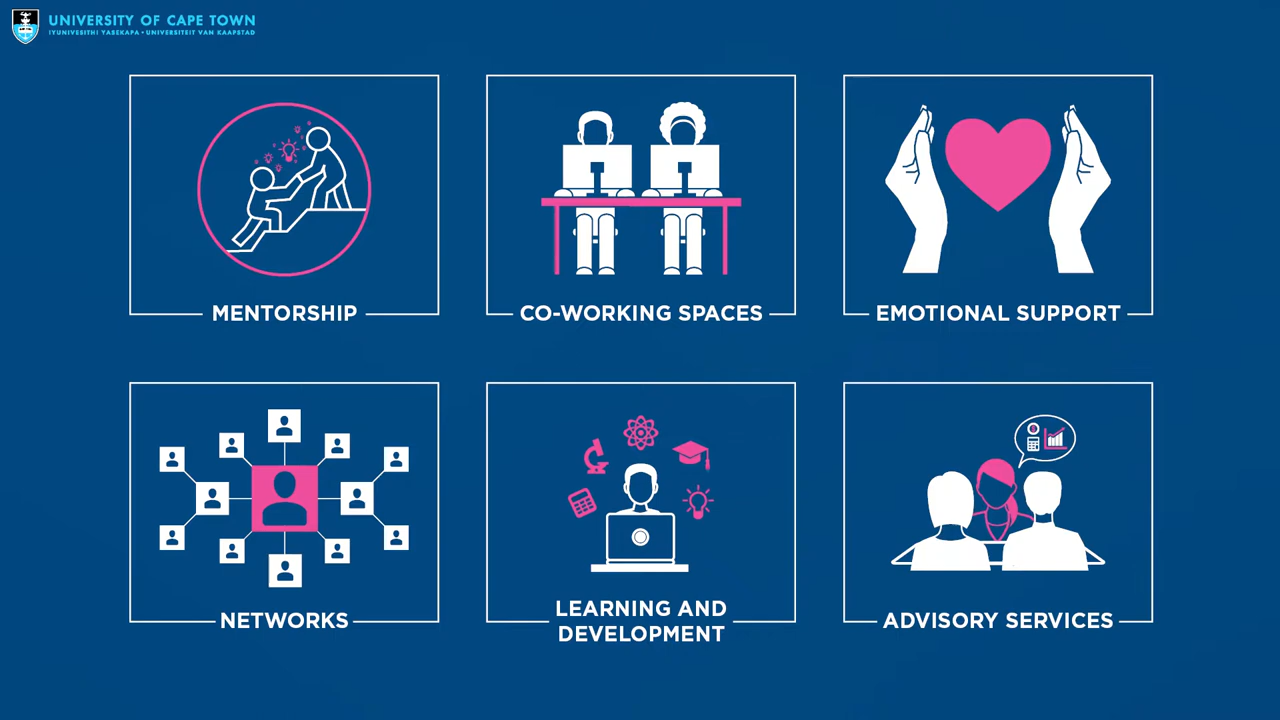 UNIVERSITY OF CAPE TOWN
IYUNIVESITHI YASEKAPA • UNIVERSITEIT VAN KAAPSTAD
MENTORSHIP
CO-WORKING SPACES
EMOTIONAL SUPPORT
NETWORKS
LEARNING AND
DEVELOPMENT
ADVISORY SERVICES